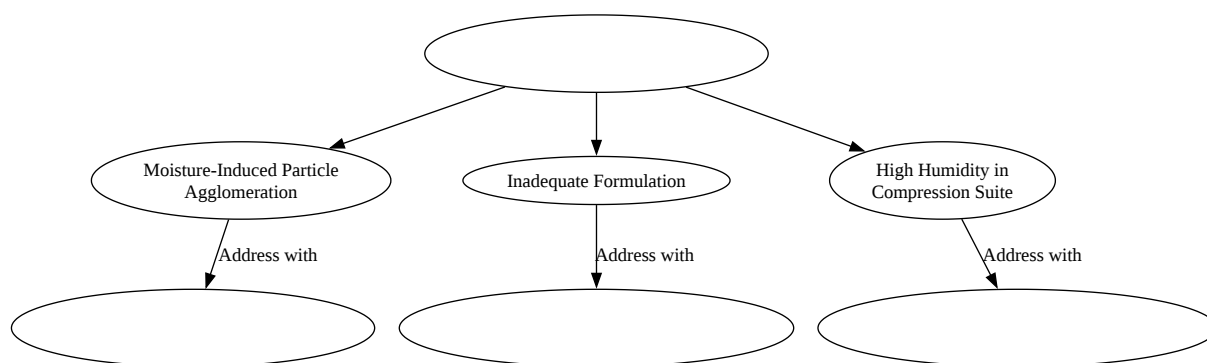 Moisture-Induced Particle
Agglomeration
Inadequate Formulation
High Humidity in
Compression Suite
Address with
Address with
Address with